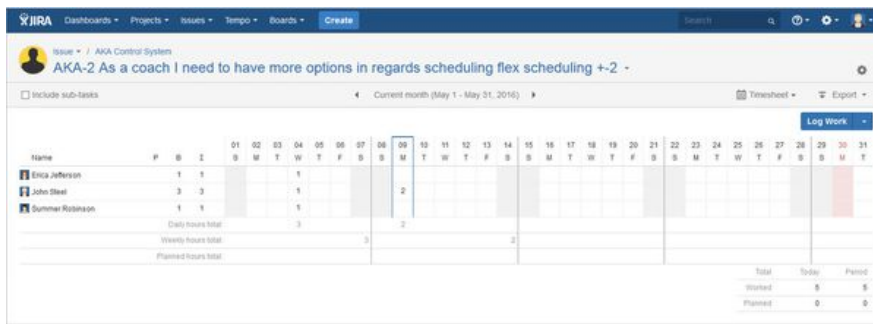 JIRA Dashboards Projects Issues Tempo Boards Create Search
Issue / AKA Control System
AKA-2 As a coach I need to have more options in regards scheduling flex scheduling +-2
Include sub-tasks Current month (May 1 - May 31, 2016) Timesheet Export
Log Work
01 02 03 04 05 06 07 08 09 10 11 12 13 14 15 16 17 18 19 20 21 22 23 24 25 26 27 28 29 30 31
Name P B I S M T W T F S S M T W T F S S M T W T F S S M T W T F S S M T
Erica Jefferson 1 1 1
John Steel 3 3 1 2
Summer Robinson 1 1 1
Daily hours total 3 2
Weekly hours total 3 2
Planned hours total
Total Today Period
Worked 5 5
Planned 0 0